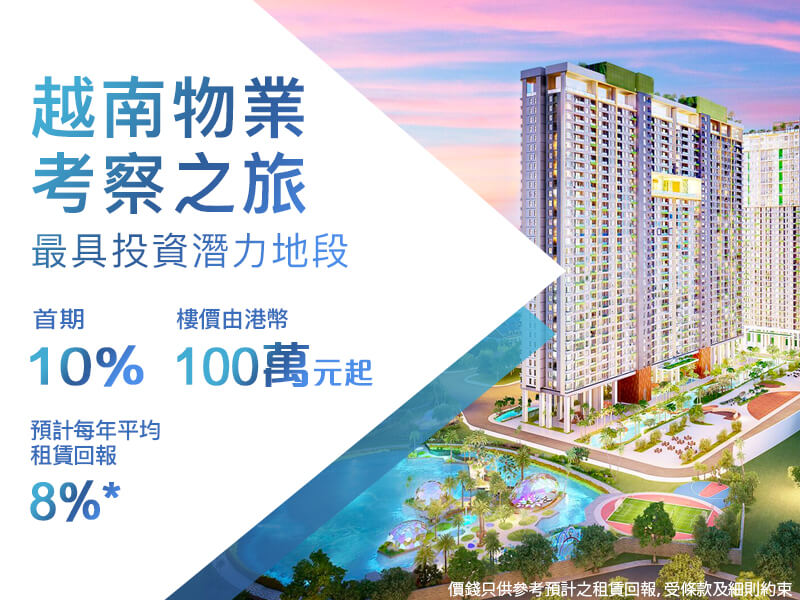 越南物業
考察之旅
最具投資潛力地段
首期
10%
樓價由港幣
100萬元起
預計每年平均
租賃回報
8%*
價錢只供參考預計之租賃回報, 受條款及細則約束